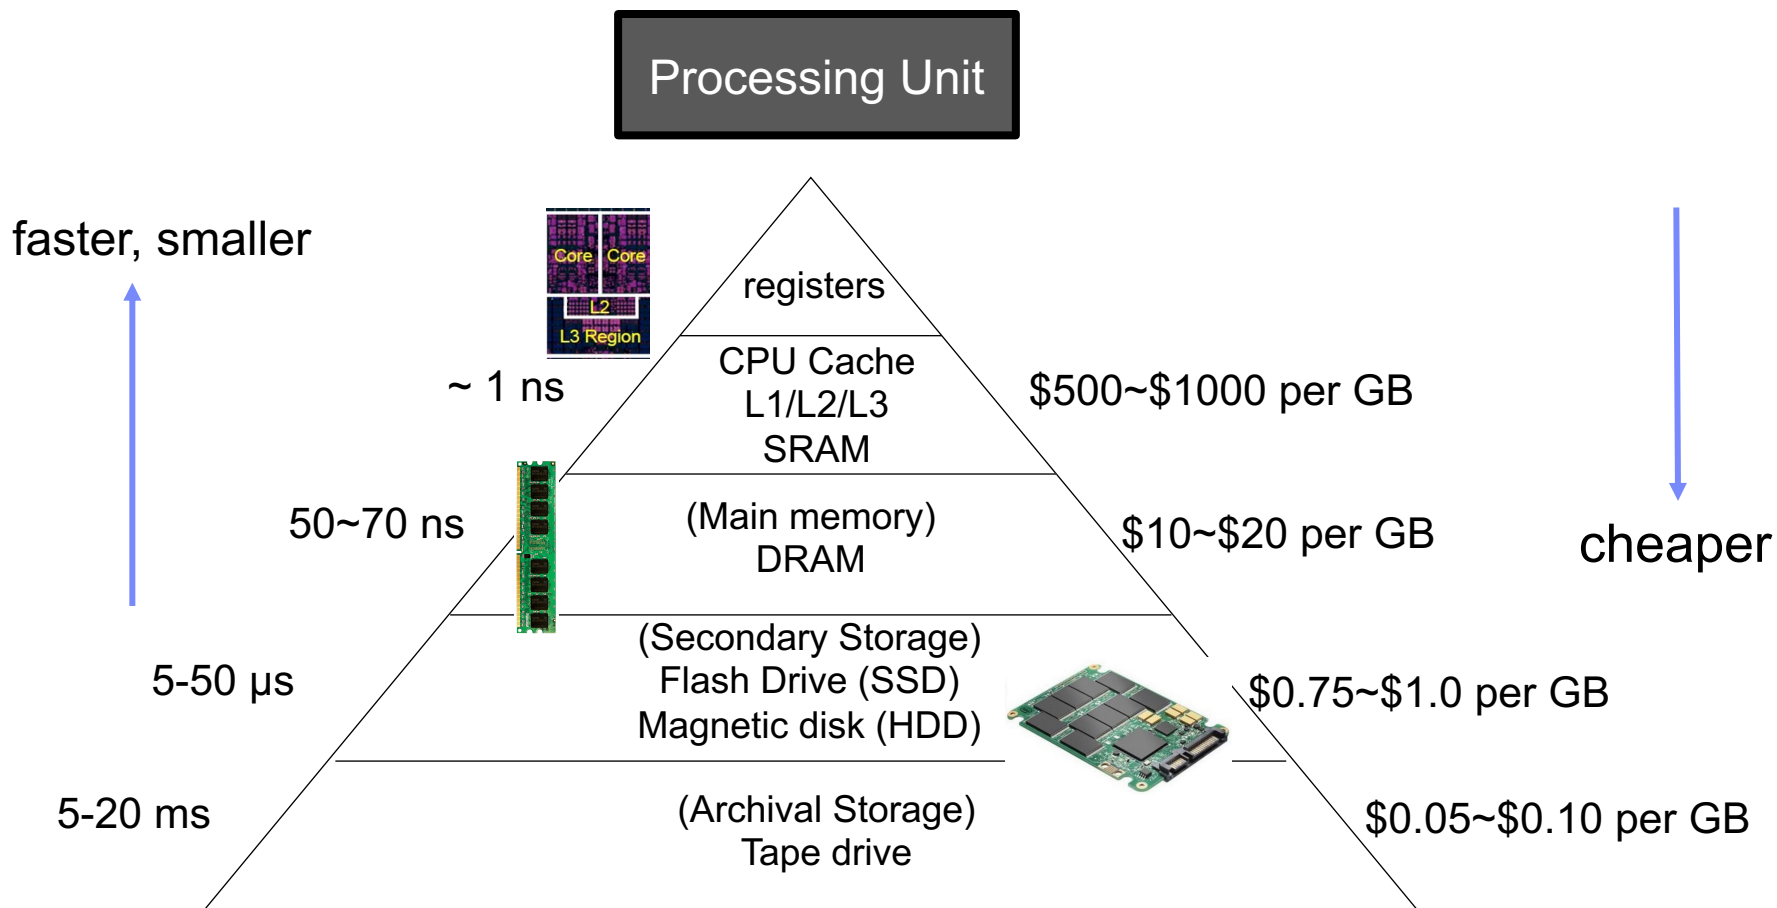 Processing Unit
faster, smaller
Core Core
L2
L3 Region
registers
CPU Cache
L1/L2/L3
SRAM
~ 1 ns
$500~$1000 per GB
(Main memory)
DRAM
50~70 ns
$10~$20 per GB
cheaper
(Secondary Storage)
Flash Drive (SSD)
Magnetic disk (HDD)
5-50 µs
$0.75~$1.0 per GB
(Archival Storage)
Tape drive
5-20 ms
$0.05~$0.10 per GB